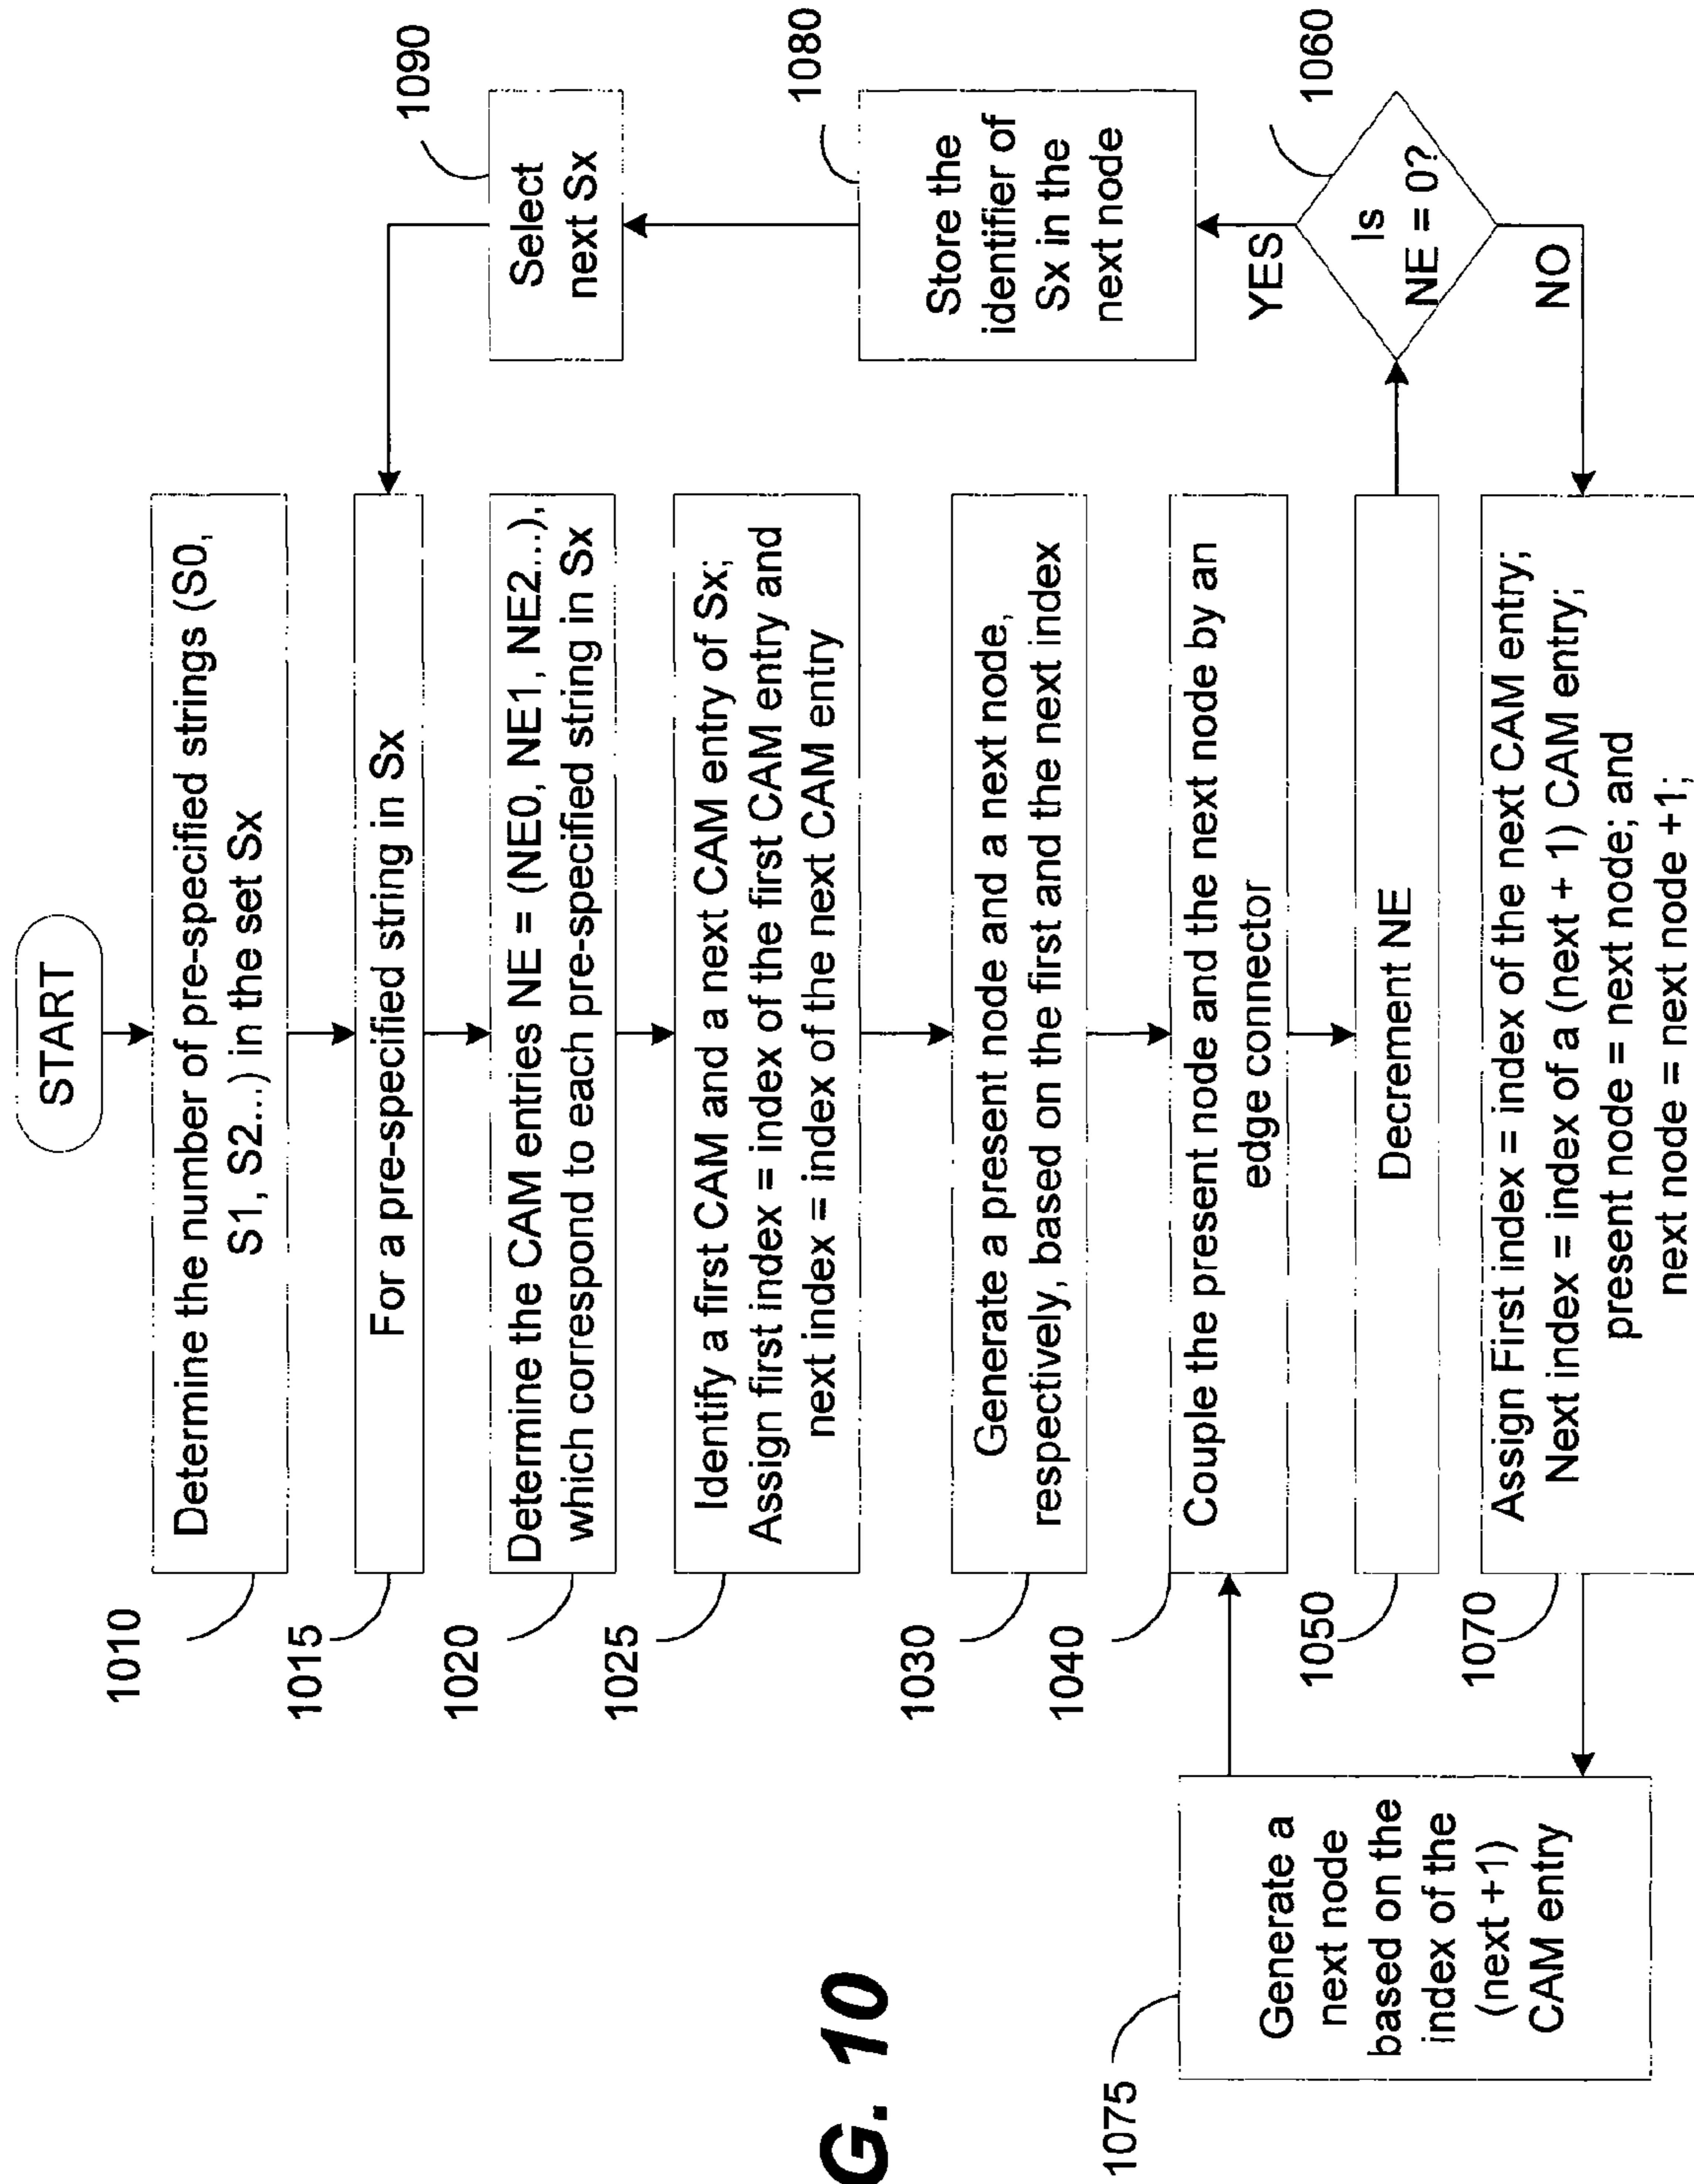 START
1010
Determine the number of pre-specified strings (S0,
S1, S2...) in the set Sx
1015
For a pre-specified string in Sx
1020
Determine the CAM entries NE = (NE0, NE1, NE2...),
which correspond to each pre-specified string in Sx
1025
Identify a first CAM and a next CAM entry of Sx;
Assign first index = index of the first CAM entry and
next index = index of the next CAM entry
1030
Generate a present node and a next node,
respectively, based on the first and the next index
1040
Couple the present node and the next node by an
edge connector
1050
Decrement NE
1060
Is
NE = 0?
YES
NO
1070
Assign First index = index of the next CAM entry;
Next index = index of a (next + 1) CAM entry;
present node = next node; and
next node = next node +1;
1075
Generate a
next node
based on the
index of the
(next +1)
CAM entry
1080
Store the
identifier of
Sx in the
next node
1090
Select
next Sx
G. 10